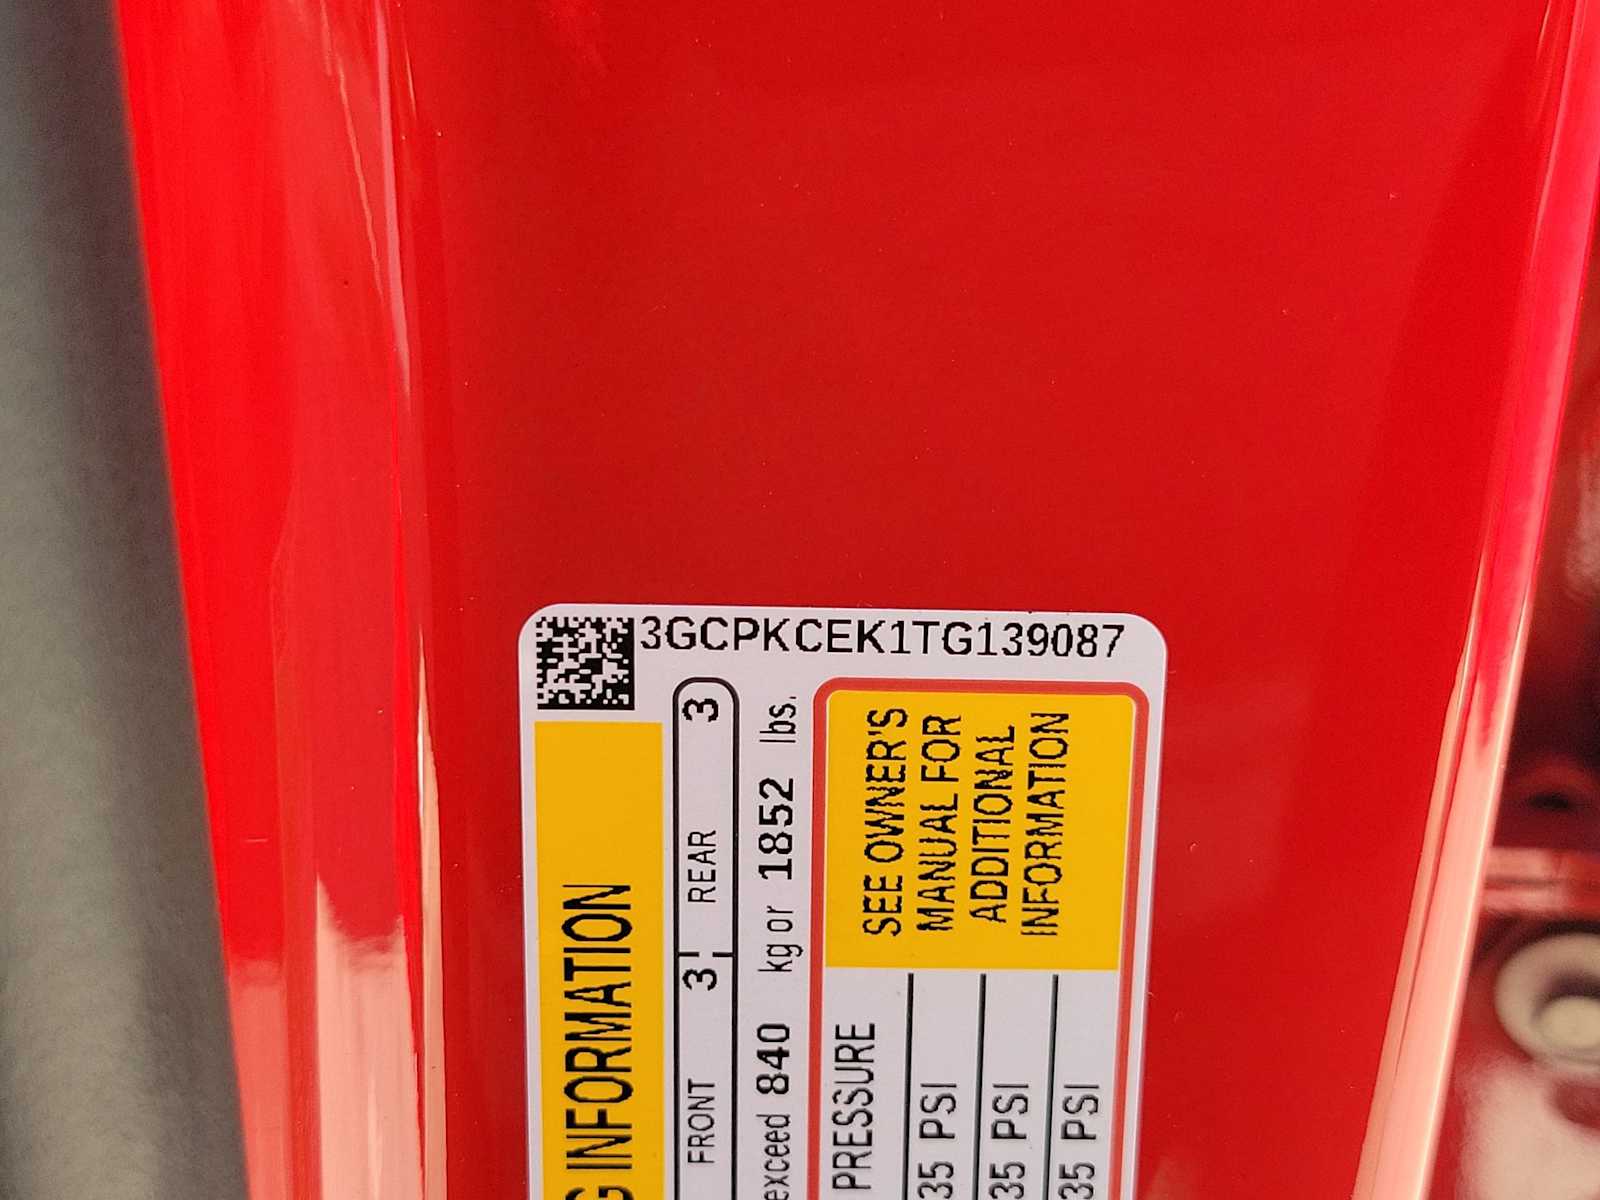 3GCPKCEK1TG139087
G INFORMATION
FRONT 3 REAR 3
exceed 840 kg or 1852 lbs.
PRESSURE
35 PSI
35 PSI
35 PSI
SEE OWNER'S
MANUAL FOR
ADDITIONAL
INFORMATION